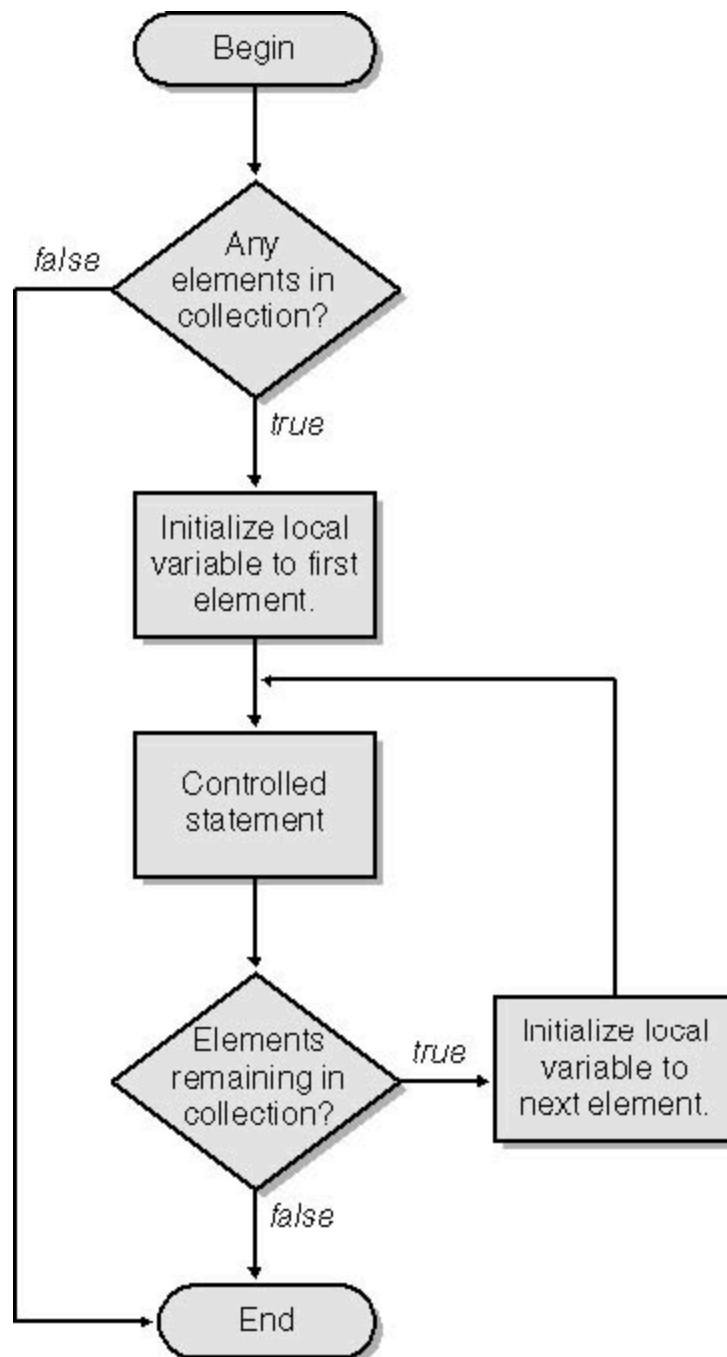 Begin
Any
elements in
collection?
false
true
Initialize local
variable to first
element.
Controlled
statement
Elements
remaining in
collection?
true
Initialize local
variable to
next element.
false
End